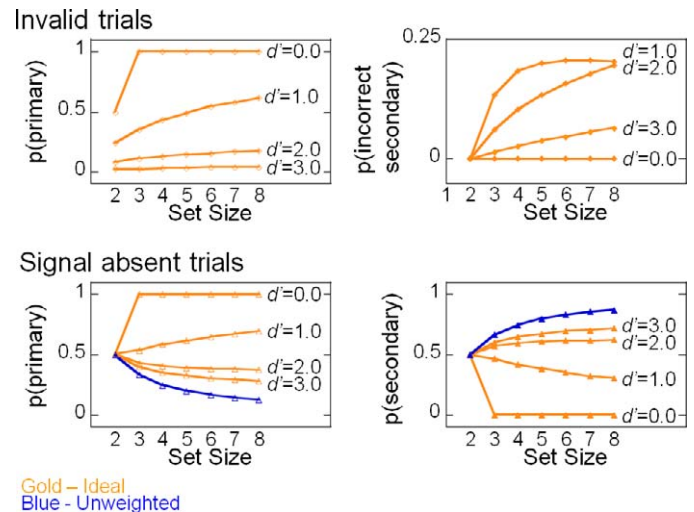 Invalid trials
p(primary)
1
0.5
0
d'=0.0
d'=1.0
d'=2.0
d'=3.0
2 3 4 5 6 7 8
Set Size
p(incorrect
secondary)
0.25
0
d'=1.0
d'=2.0
d'=3.0
d'=0.0
1 2 3 4 5 6 7 8
Set Size
Signal absent trials
p(primary)
1
0.5
0
d'=0.0
d'=1.0
d'=2.0
d'=3.0
2 3 4 5 6 7 8
Set Size
p(secondary)
1
0.5
0
d'=3.0
d'=2.0
d'=1.0
d'=0.0
2 3 4 5 6 7 8
Set Size
Gold – Ideal
Blue - Unweighted